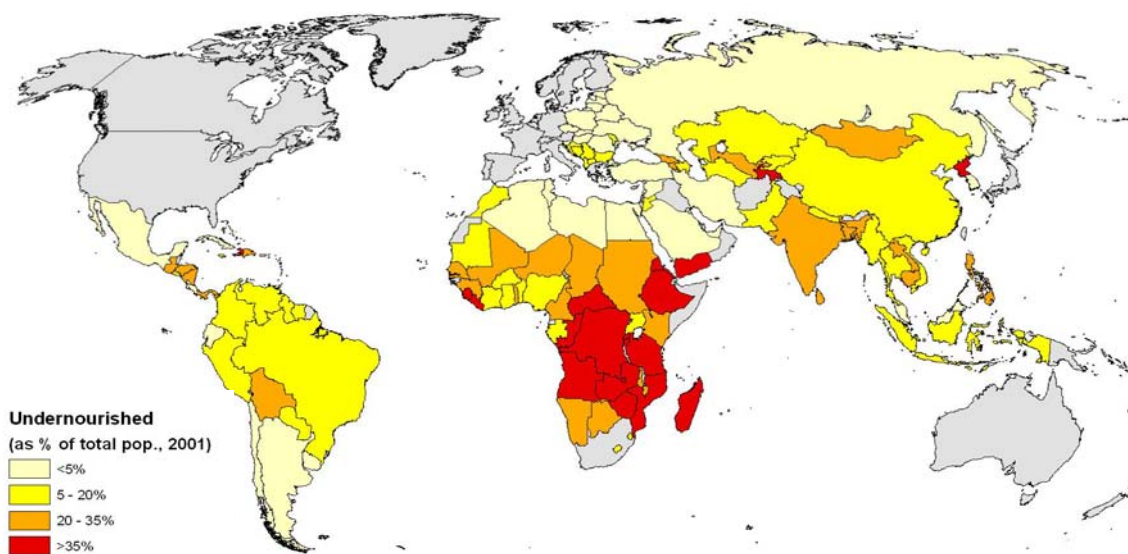 Undernourished
(as % of total pop., 2001)
<5%
5 - 20%
20 - 35%
>35%